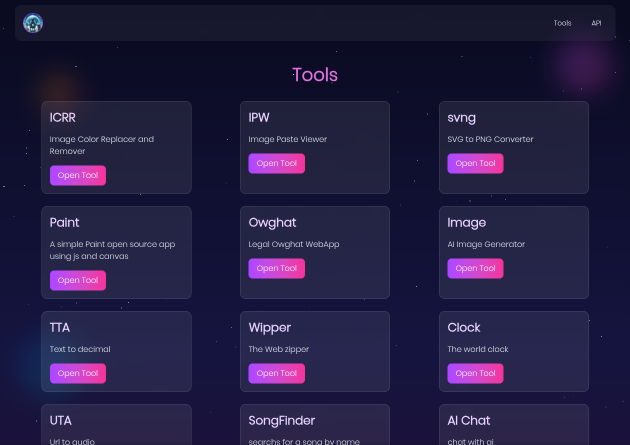 Tools API
Tools
ICRR
Image Color Replacer and
Remover
Open Tool
IPW
Image Paste Viewer
Open Tool
svng
SVG to PNG Converter
Open Tool
Paint
A simple Paint open source app
using js and canvas
Open Tool
Owghat
Legal Owghat WebApp
Open Tool
Image
AI Image Generator
Open Tool
TTA
Text to decimal
Open Tool
Wipper
The Web zipper
Open Tool
Clock
The world clock
Open Tool
UTA
Url to audio
SongFinder
searchs for a song by name
AI Chat
chat with ai